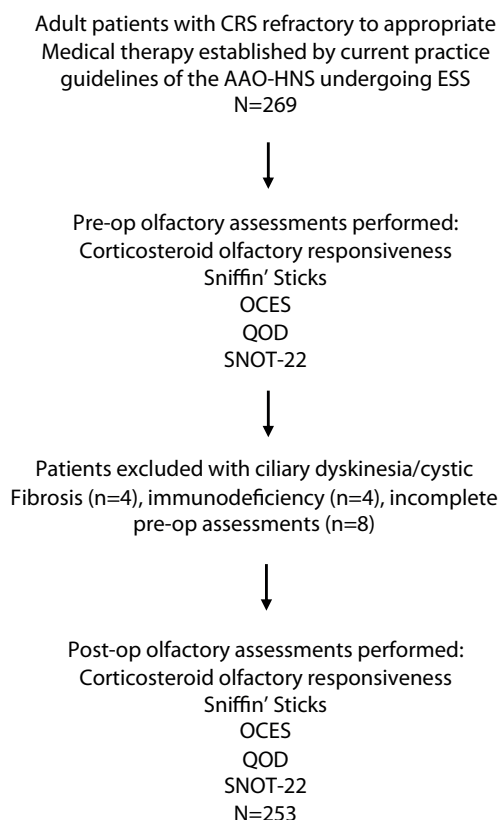 Adult patients with CRS refractory to appropriate
Medical therapy established by current practice
guidelines of the AAO-HNS undergoing ESS
N=269
Pre-op olfactory assessments performed:
Corticosteroid olfactory responsiveness
Sniffin' Sticks
OCES
QOD
SNOT-22
Patients excluded with ciliary dyskinesia/cystic
Fibrosis (n=4), immunodeficiency (n=4), incomplete
pre-op assessments (n=8)
Post-op olfactory assessments performed:
Corticosteroid olfactory responsiveness
Sniffin' Sticks
OCES
QOD
SNOT-22
N=253